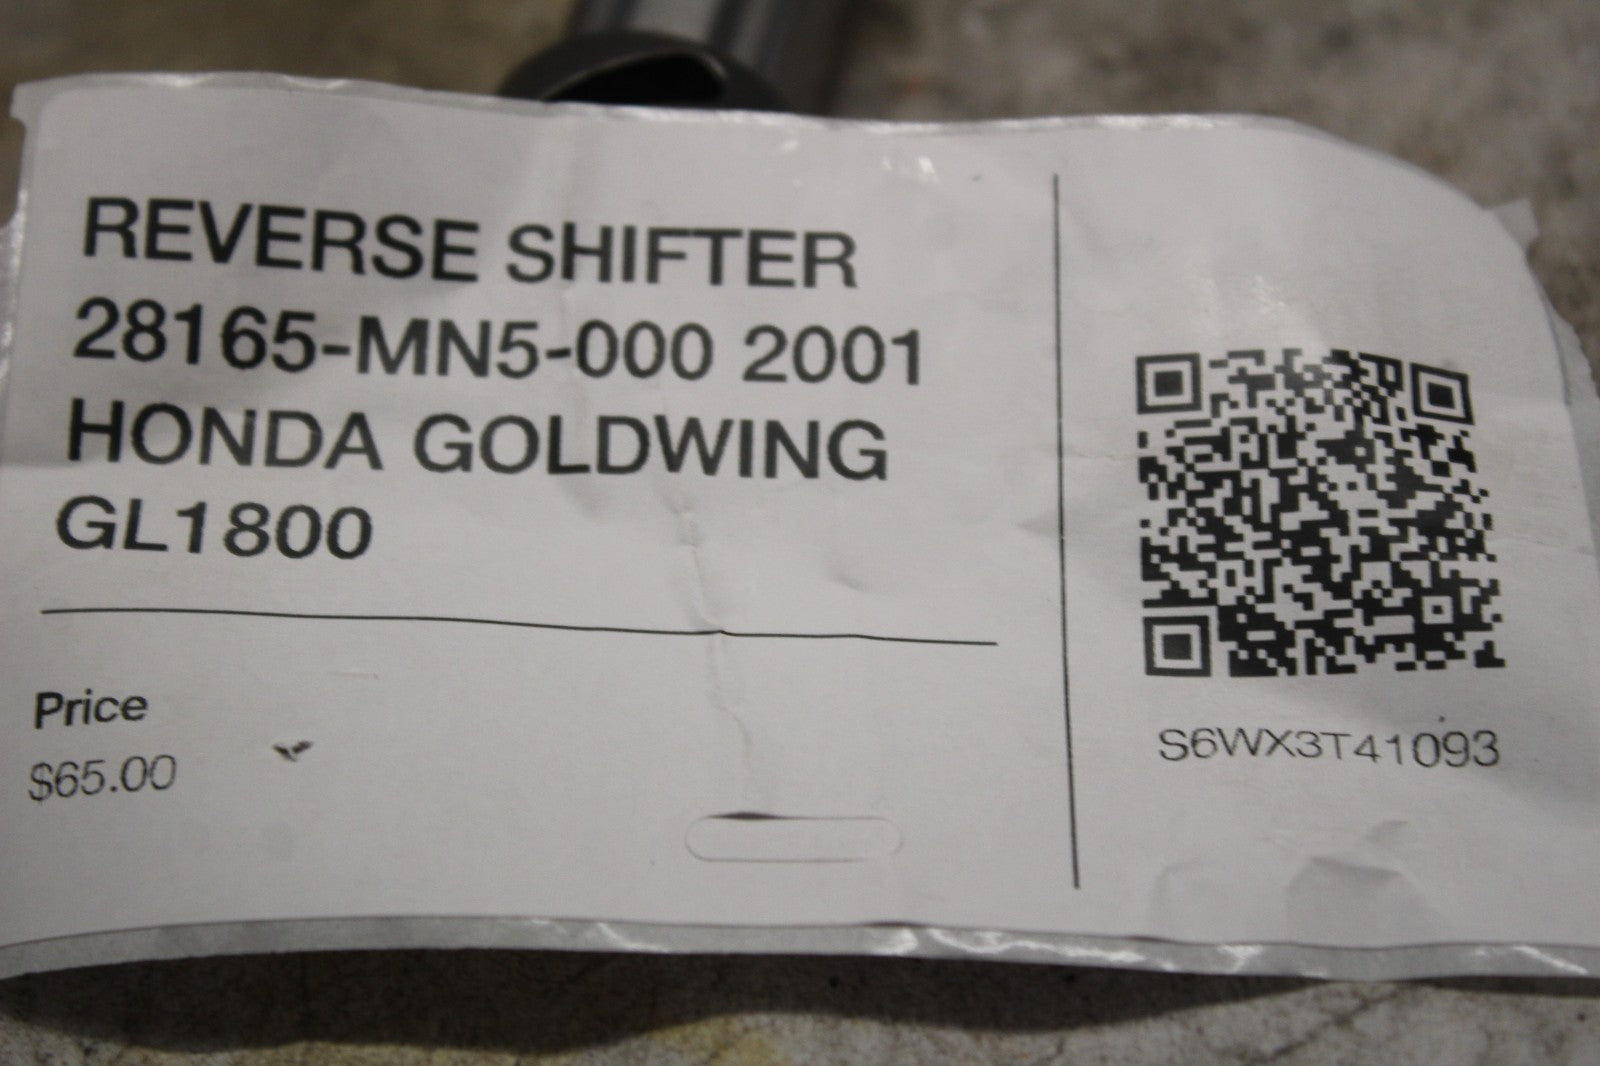 REVERSE SHIFTER
28165-MN5-000 2001
HONDA GOLDWING
GL1800
Price
$65.00
S6WX3T41093